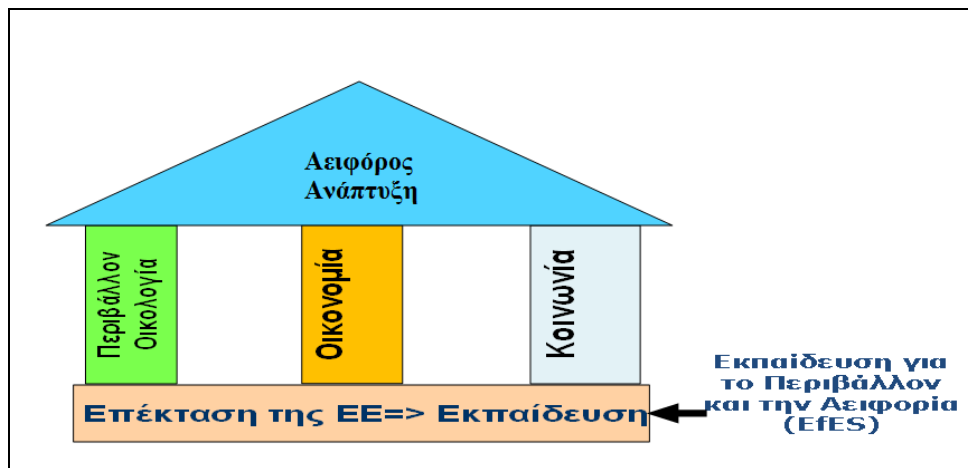 Αειφόρος
Ανάπτυξη
Περιβάλλον
Οικολογία
Οικονομία
Κοινωνία
Επέκταση της ΕΕ=> Εκπαίδευση
Εκπαίδευση για
το Περιβάλλον
και την Αειφορία
(EfES)